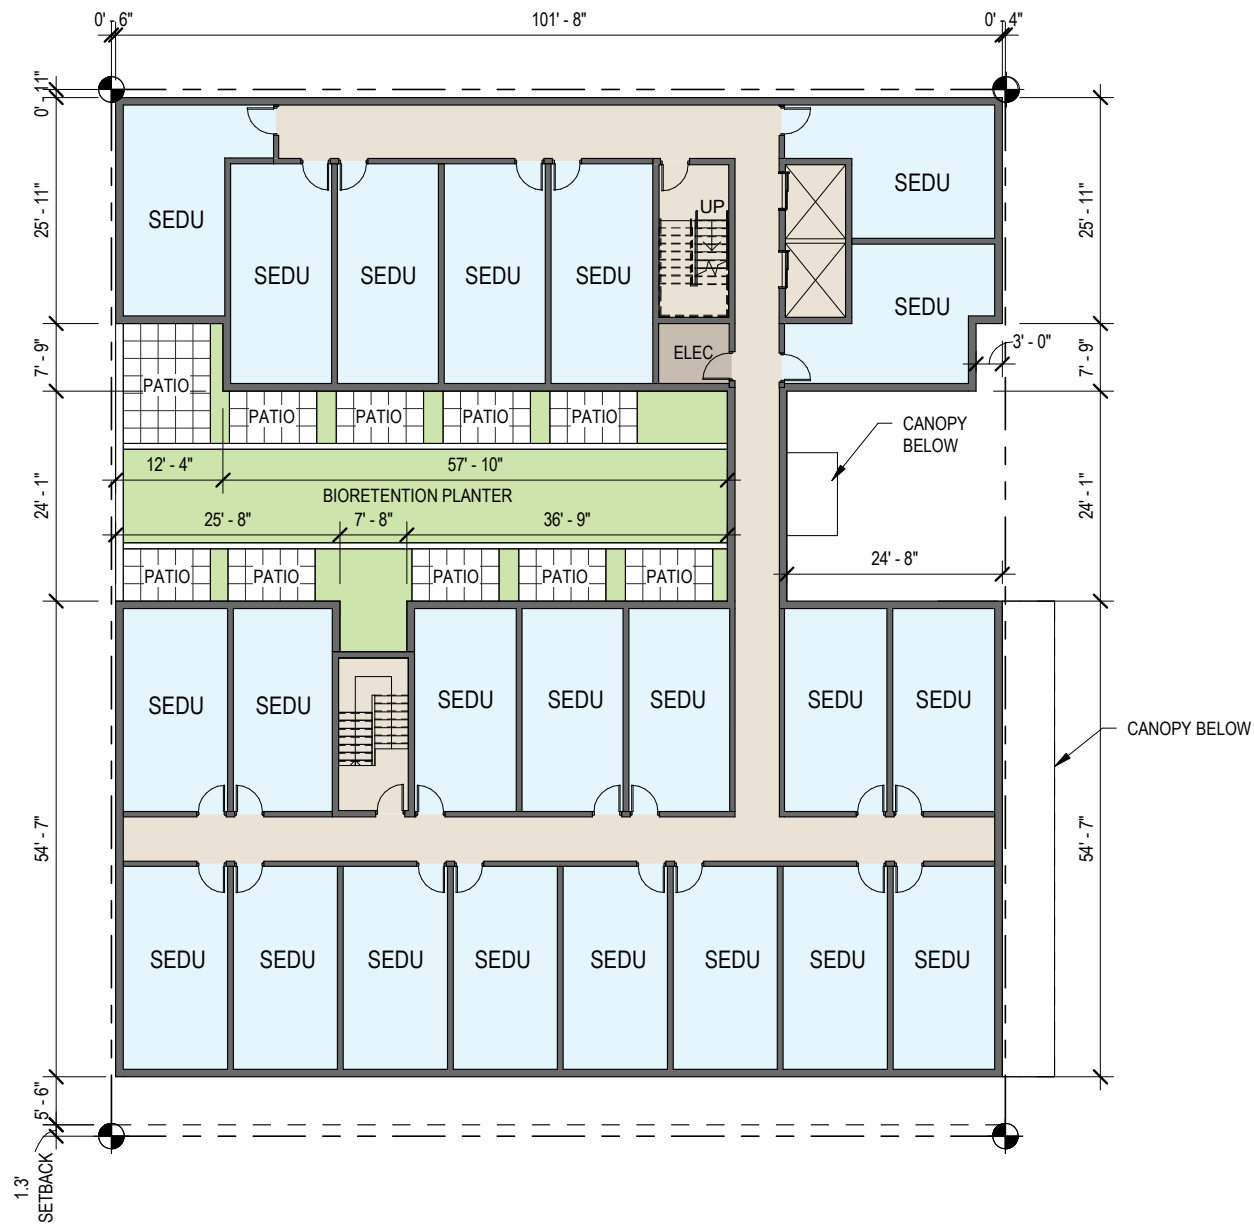 0' - 6"
101' - 8"
0' - 4"
0' - 11"
25' - 11"
7' - 9"
24' - 1"
54' - 7"
5' - 6"
1.3'
SETBACK
SEDU
SEDU
SEDU
SEDU
SEDU
UP
SEDU
SEDU
ELEC
25' - 11"
7' - 9"
3' - 0"
PATIO
PATIO
PATIO
PATIO
PATIO
CANOPY
BELOW
12' - 4"
57' - 10"
BIORETENTION PLANTER
25' - 8"
7' - 8"
36' - 9"
24' - 1"
24' - 8"
PATIO
PATIO
PATIO
PATIO
PATIO
SEDU
SEDU
SEDU
SEDU
SEDU
SEDU
SEDU
CANOPY BELOW
54' - 7"
SEDU
SEDU
SEDU
SEDU
SEDU
SEDU
SEDU
SEDU